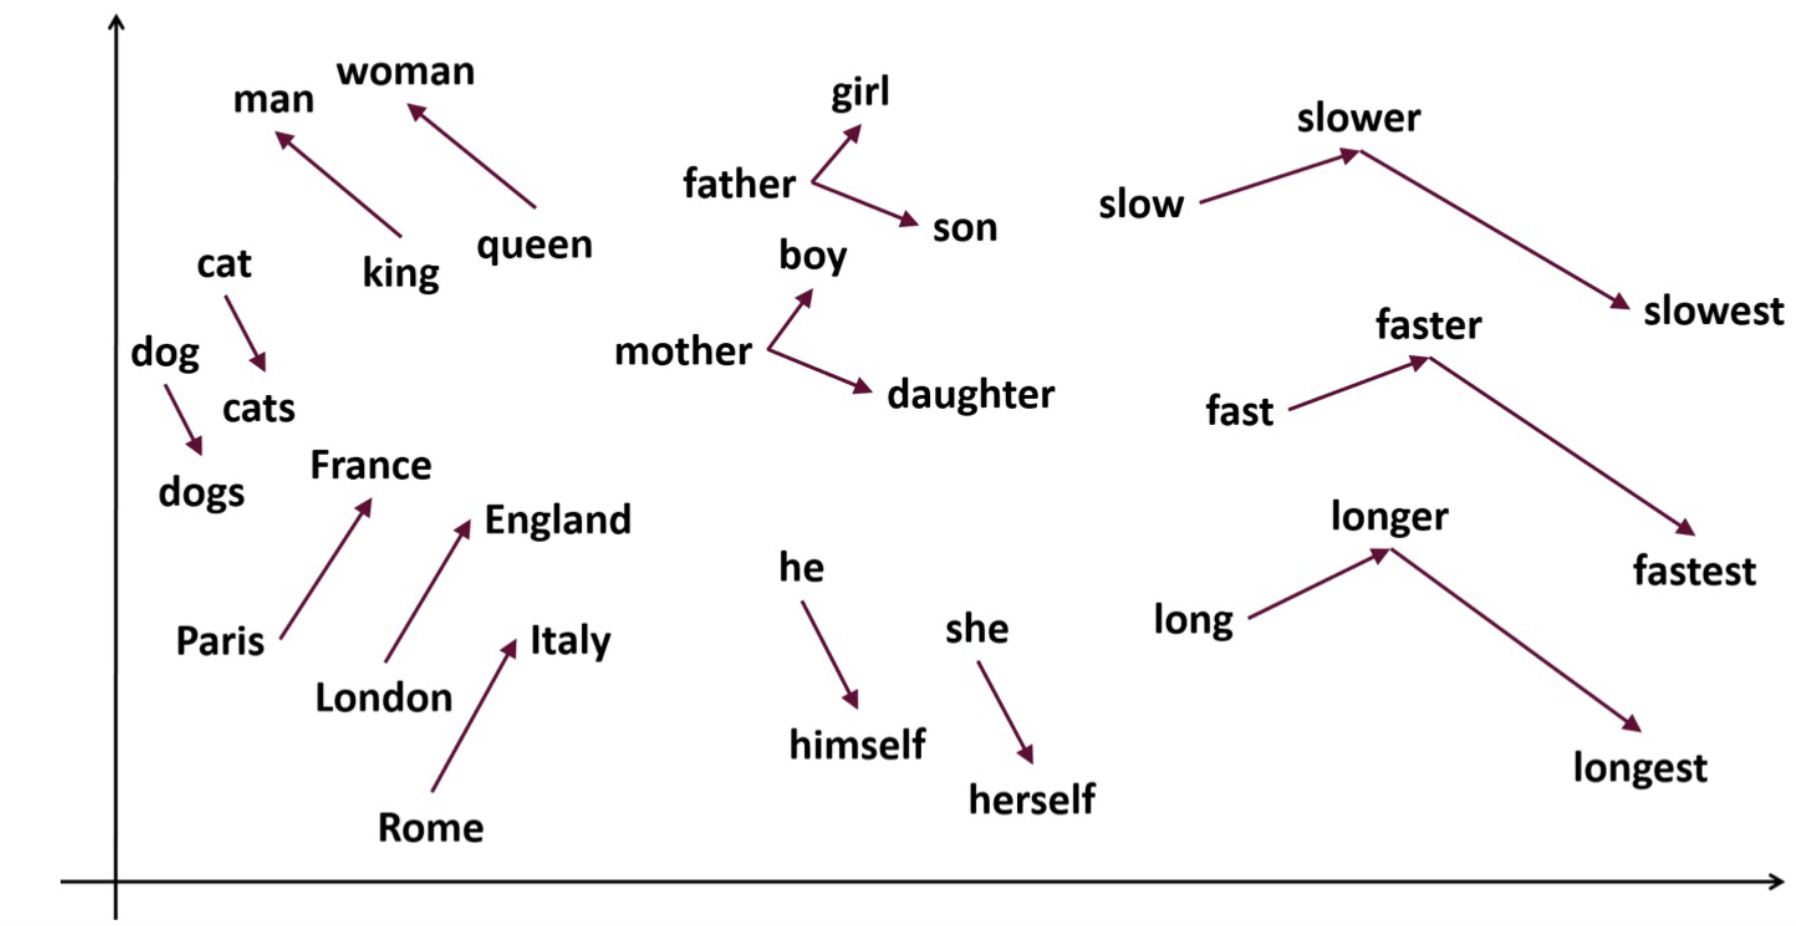 woman
man
girl
slower
father
slow
son
queen
boy
cat
king
slowest
faster
dog
mother
daughter
cats
fast
France
dogs
England
longer
he
fastest
long
she
Paris
Italy
London
himself
longest
herself
Rome